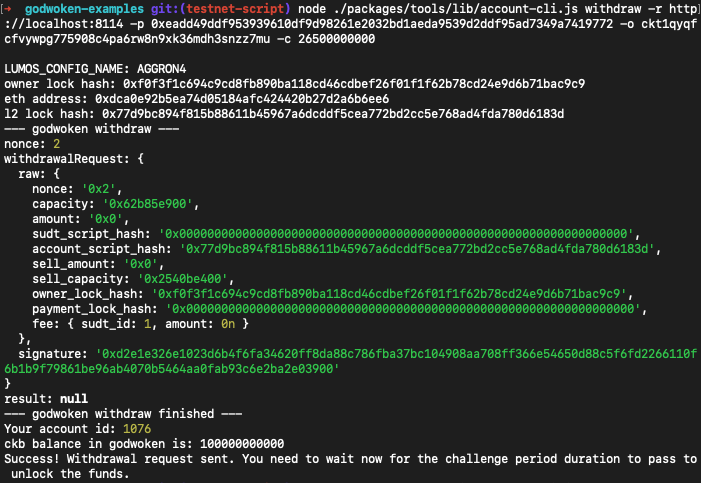 [→  godwoken-examples git:(testnet-script) node ./packages/tools/lib/account-cli.js withdraw -r http]
://localhost:8114 -p 0xeadd49ddf953939610df9d98261e2032bd1aeda9539d2ddf95ad7349a7419772 -o ckt1qyqf
cfvywpg775908c4pa6rw8n9xk36mdh3snzz7mu -c 26500000000
LUMOS_CONFIG_NAME: AGGRON4
owner lock hash: 0xf0f3f1c694c9cd8fb890ba118cd46cdbef26f01f1f62b78cd24e9d6b71bac9c9
eth address: 0xdca0e92b5ea74d05184afc424420b27d2a6b6ee6
l2 lock hash: 0x77d9bc894f815b88611b45967a6dcddf5cea772bd2cc5e768ad4fda780d6183d
--- godwoken withdraw ---
nonce: 2
withdrawalRequest: {
  raw: {
    nonce: '0x2',
    capacity: '0x62b85e900',
    amount: '0x0',
    sudt_script_hash: '0x0000000000000000000000000000000000000000000000000000000000000000',
    account_script_hash: '0x77d9bc894f815b88611b45967a6dcddf5cea772bd2cc5e768ad4fda780d6183d',
    sell_amount: '0x0',
    sell_capacity: '0x2540be400',
    owner_lock_hash: '0xf0f3f1c694c9cd8fb890ba118cd46cdbef26f01f1f62b78cd24e9d6b71bac9c9',
    payment_lock_hash: '0x0000000000000000000000000000000000000000000000000000000000000000',
    fee: { sudt_id: 1, amount: 0n }
  },
  signature: '0xd2e1e326e1023d6b4f6fa34620ff8da88c786fba37bc104908aa708ff366e54650d88c5f6fd2266110f
6b1b9f79861be96ab4070b5464aa0fab93c6e2ba2e03900'
}
result: null
--- godwoken withdraw finished ---
Your account id: 1076
ckb balance in godwoken is: 100000000000
Success! Withdrawal request sent. You need to wait now for the challenge period duration to pass to
 unlock the funds.